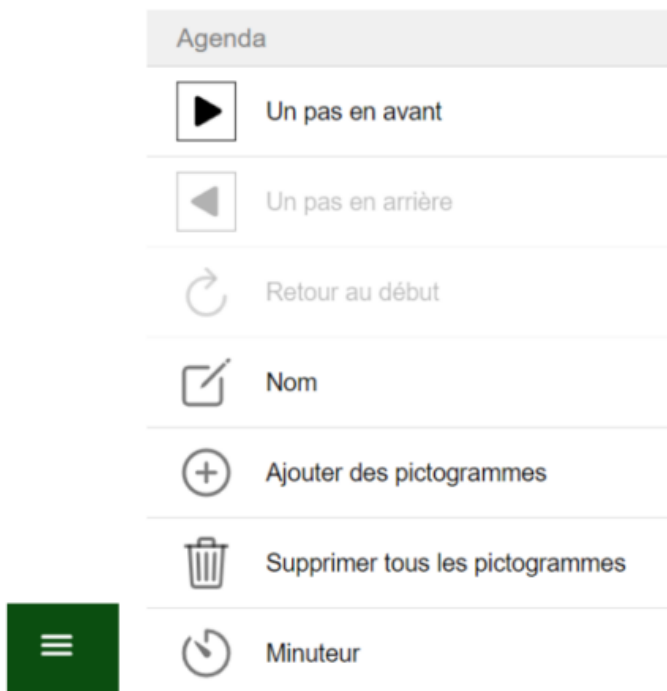 Agenda
Un pas en avant
Un pas en arrière
Retour au début
Nom
Ajouter des pictogrammes
Supprimer tous les pictogrammes
Minuteur